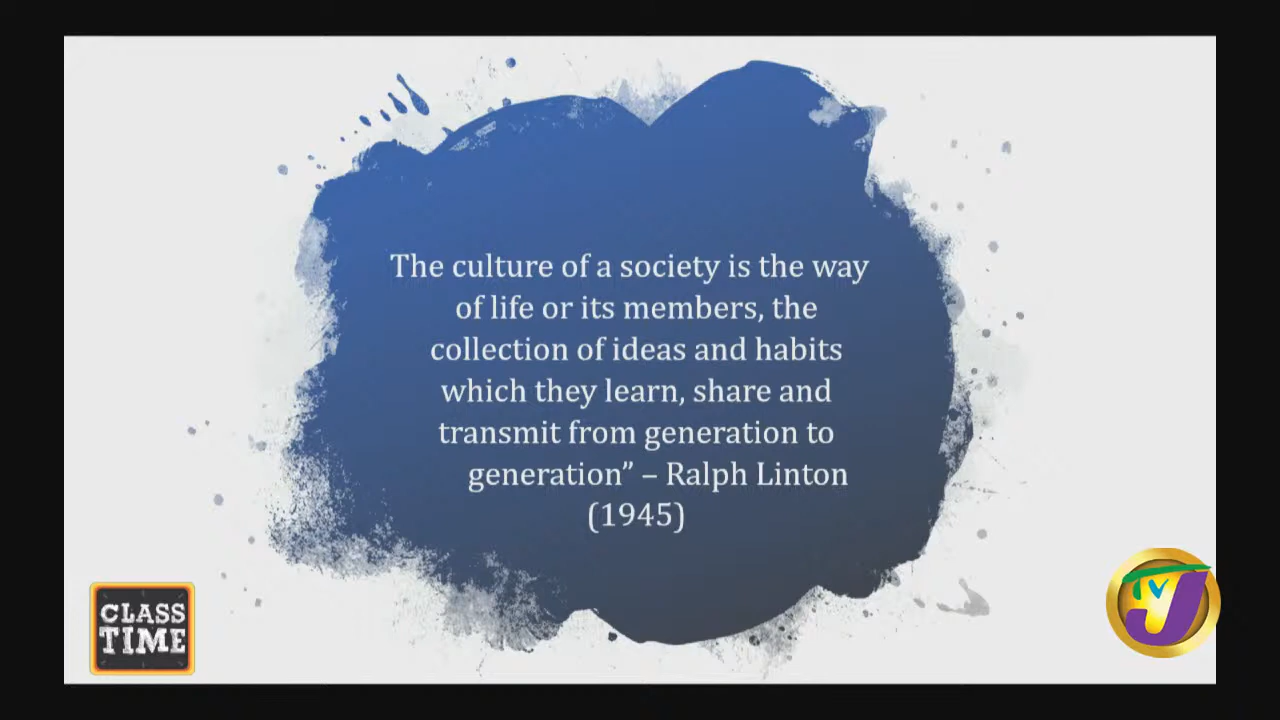 The culture of a society is the way
of life or its members, the
collection of ideas and habits
which they learn, share and
transmit from generation to
generation” – Ralph Linton
(1945)
CLASS
TIME
TVJ